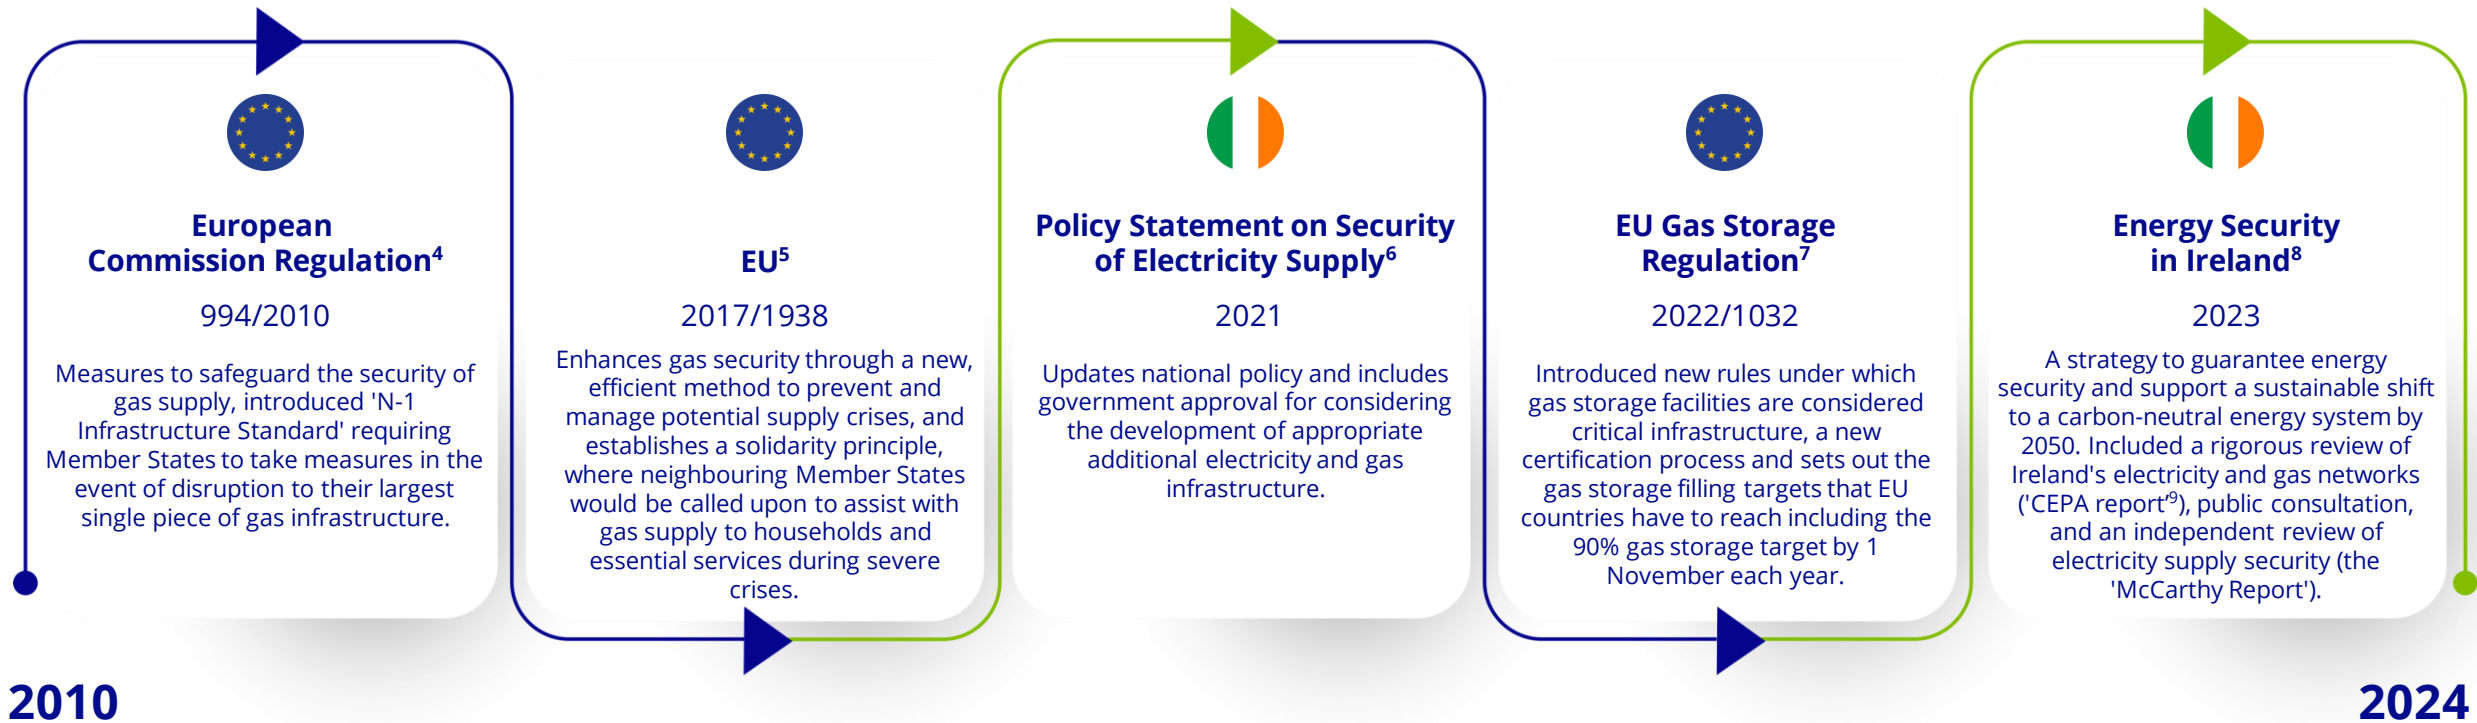 European
Commission Regulation4
994/2010
Measures to safeguard the security of
gas supply, introduced 'N-1
Infrastructure Standard' requiring
Member States to take measures in the
event of disruption to their largest
single piece of gas infrastructure.
EU5
2017/1938
Enhances gas security through a new,
efficient method to prevent and
manage potential supply crises, and
establishes a solidarity principle,
where neighbouring Member States
would be called upon to assist with
gas supply to households and
essential services during severe
crises.
Policy Statement on Security
of Electricity Supply6
2021
Updates national policy and includes
government approval for considering
the development of appropriate
additional electricity and gas
infrastructure.
EU Gas Storage
Regulation7
2022/1032
Introduced new rules under which
gas storage facilities are considered
critical infrastructure, a new
certification process and sets out the
gas storage filling targets that EU
countries have to reach including the
90% gas storage target by 1
November each year.
Energy Security
in Ireland8
2023
A strategy to guarantee energy
security and support a sustainable shift
to a carbon-neutral energy system by
2050. Included a rigorous review of
Ireland's electricity and gas networks
('CEPA report'9), public consultation,
and an independent review of
electricity supply security (the
'McCarthy Report').
2010
2024